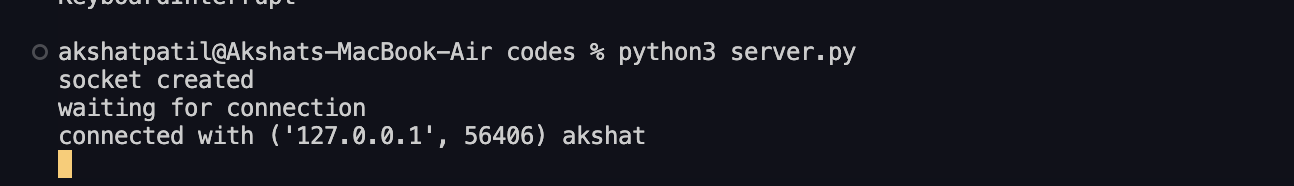 KeyboardInterrupt
akshatpatil@Akshats-MacBook-Air codes % python3 server.py
socket created
waiting for connection
connected with ('127.0.0.1', 56406) akshat